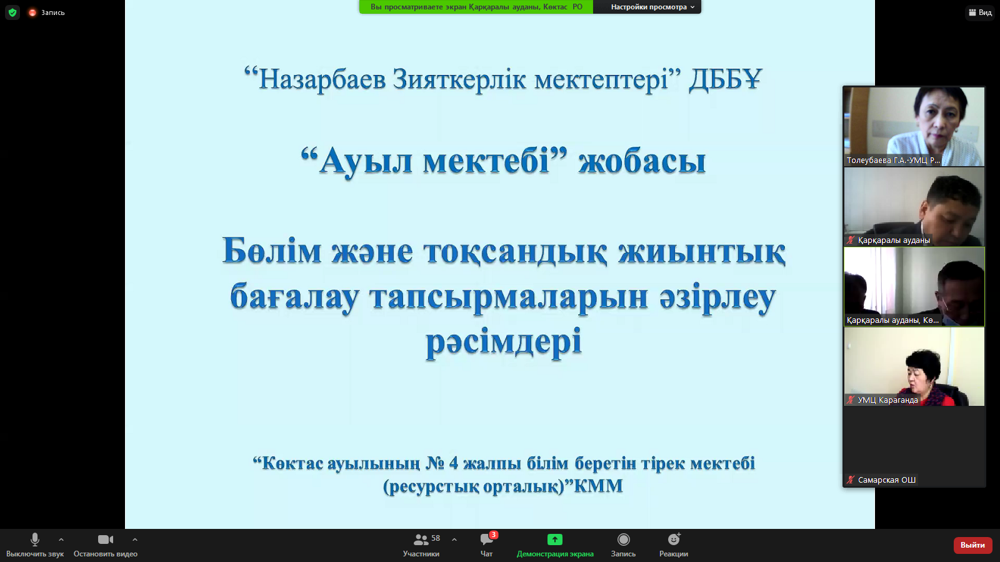 Запись
Вы просматриваете экран Қарқаралы ауданы, Көктас РО
Настройки просмотра
Вид
“Назарбаев Зияткерлік мектептері” ДББҰ
“Ауыл мектебі” жобасы
Бөлім және тоқсандық жиынтық
бағалау тапсырмаларын әзірлеу
рәсімдері
“Көктас ауылының № 4 жалпы білім беретін тірек мектебі
(ресурстық орталық)”КММ
Толеубаева Г.А.-УМЦ Р...
Қарқаралы ауданы
Қарқаралы ауданы, Кө...
УМЦ Караганда
Самарская ОШ
Выключить звук
Остановить видео
58
Участники
3
Чат
Демонстрация экрана
Запись
Реакции
Выйти